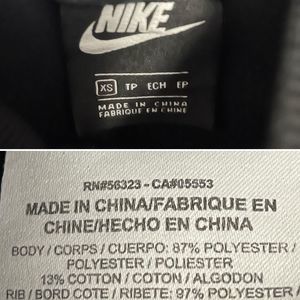 NIKE
XS TP ECH EP
MADE IN CHINA
FABRIQUÉ EN CHINE
RN#56323 - CA#05553
MADE IN CHINA/FABRIQUE EN
CHINE/HECHO EN CHINA
BODY / CORPS / CUERPO: 87% POLYESTER /
POLYESTER / POLIESTER
13% COTTON / COTON / ALGODON
RIB / BORD COTE / RIBETE: 97% POLYESTER /